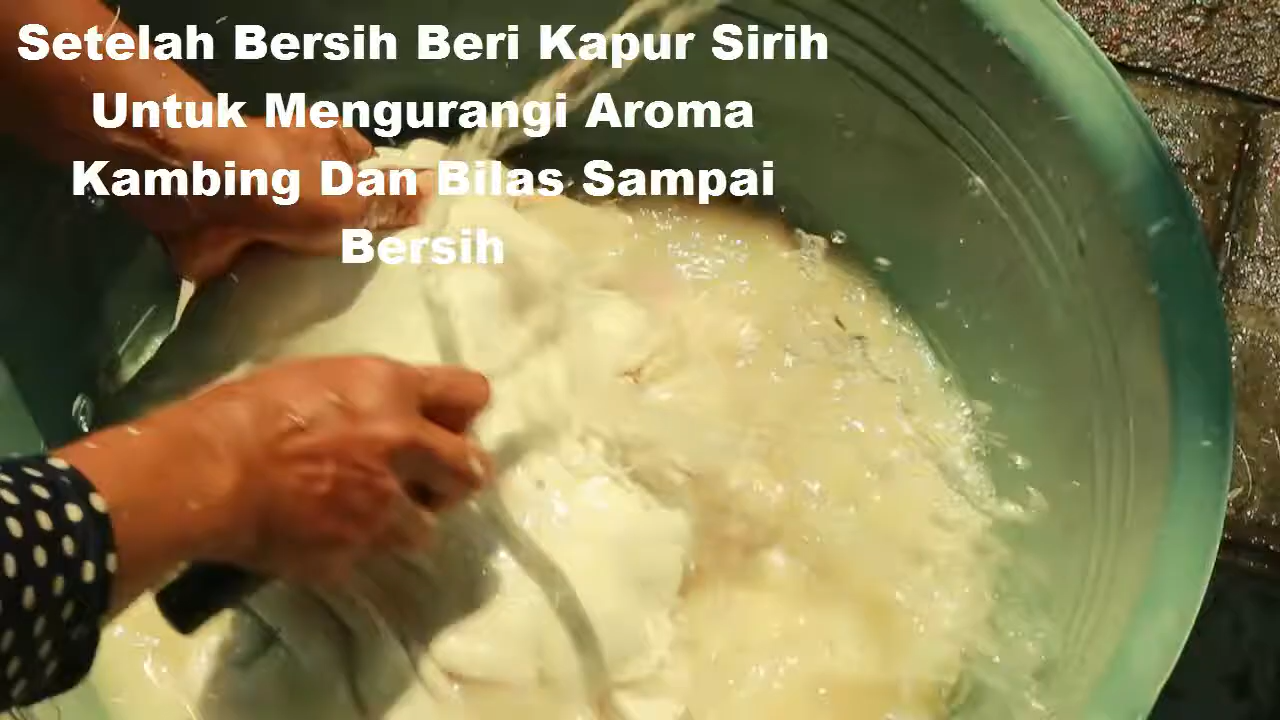 Setelah Bersih Beri Kapur Sirih
Untuk Mengurangi Aroma
Kambing Dan Bilas Sampai
Bersih